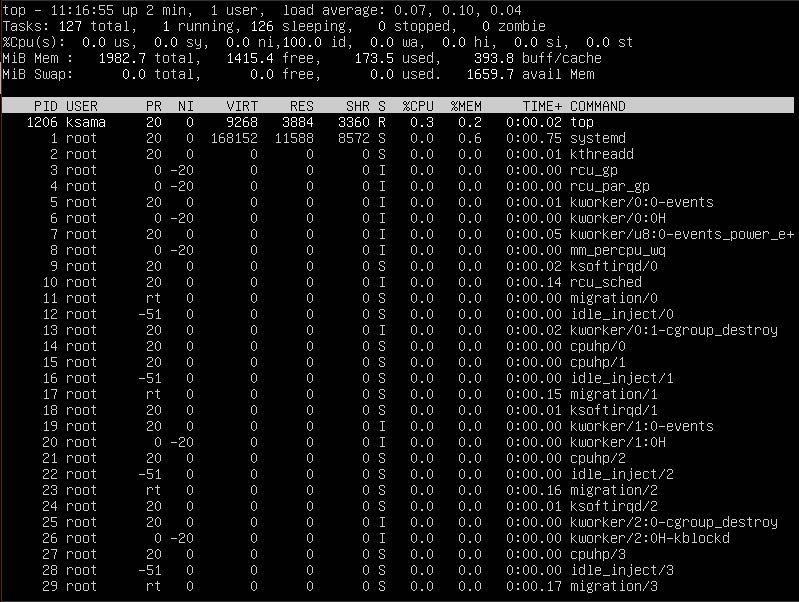 top - 11:16:55 up 2 min,  1 user,  load average: 0.07, 0.10, 0.04
Tasks: 127 total,   1 running, 126 sleeping,   0 stopped,   0 zombie
%Cpu(s):  0.0 us,  0.0 sy,  0.0 ni,100.0 id,  0.0 wa,  0.0 hi,  0.0 si,  0.0 st
MiB Mem :   1982.7 total,   1415.4 free,    173.5 used,    393.8 buff/cache
MiB Swap:      0.0 total,      0.0 free,      0.0 used.   1659.7 avail Mem
PID USER      PR  NI    VIRT    RES    SHR S  %CPU  %MEM     TIME+ COMMAND
1206 ksama     20   0    9268   3884   3360 R   0.3   0.2   0:00.02 top
1 root      20   0  168152  11588   8572 S   0.0   0.6   0:00.75 systemd
2 root      20   0       0      0      0 S   0.0   0.0   0:00.01 kthreadd
3 root       0 -20       0      0      0 I   0.0   0.0   0:00.00 rcu_gp
4 root       0 -20       0      0      0 I   0.0   0.0   0:00.00 rcu_par_gp
5 root      20   0       0      0      0 I   0.0   0.0   0:00.01 kworker/0:0-events
6 root       0 -20       0      0      0 I   0.0   0.0   0:00.00 kworker/0:0H
7 root      20   0       0      0      0 I   0.0   0.0   0:00.05 kworker/u8:0-events_power_e+
8 root       0 -20       0      0      0 I   0.0   0.0   0:00.00 mm_percpu_wq
9 root      20   0       0      0      0 S   0.0   0.0   0:00.02 ksoftirqd/0
10 root      20   0       0      0      0 I   0.0   0.0   0:00.14 rcu_sched
11 root      rt   0       0      0      0 S   0.0   0.0   0:00.00 migration/0
12 root     -51   0       0      0      0 S   0.0   0.0   0:00.00 idle_inject/0
13 root      20   0       0      0      0 I   0.0   0.0   0:00.02 kworker/0:1-cgroup_destroy
14 root      20   0       0      0      0 S   0.0   0.0   0:00.00 cpuhp/0
15 root      20   0       0      0      0 S   0.0   0.0   0:00.00 cpuhp/1
16 root     -51   0       0      0      0 S   0.0   0.0   0:00.00 idle_inject/1
17 root      rt   0       0      0      0 S   0.0   0.0   0:00.15 migration/1
18 root      20   0       0      0      0 S   0.0   0.0   0:00.01 ksoftirqd/1
19 root      20   0       0      0      0 I   0.0   0.0   0:00.00 kworker/1:0-events
20 root       0 -20       0      0      0 I   0.0   0.0   0:00.00 kworker/1:0H
21 root      20   0       0      0      0 S   0.0   0.0   0:00.00 cpuhp/2
22 root     -51   0       0      0      0 S   0.0   0.0   0:00.00 idle_inject/2
23 root      rt   0       0      0      0 S   0.0   0.0   0:00.16 migration/2
24 root      20   0       0      0      0 S   0.0   0.0   0:00.01 ksoftirqd/2
25 root      20   0       0      0      0 I   0.0   0.0   0:00.00 kworker/2:0-cgroup_destroy
26 root       0 -20       0      0      0 I   0.0   0.0   0:00.00 kworker/2:0H-kblockd
27 root      20   0       0      0      0 S   0.0   0.0   0:00.00 cpuhp/3
28 root     -51   0       0      0      0 S   0.0   0.0   0:00.00 idle_inject/3
29 root      rt   0       0      0      0 S   0.0   0.0   0:00.17 migration/3